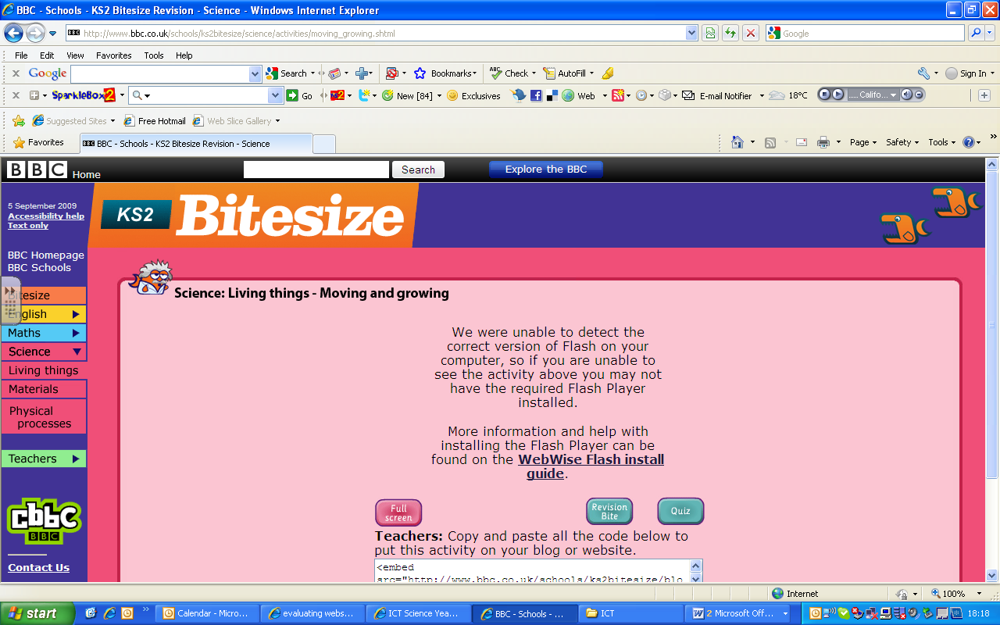 BBC - Schools - KS2 Bitesize Revision - Science - Windows Internet Explorer
BBC http://www.bbc.co.uk/schools/ks2bitesize/science/activities/moving_growing.shtml Google
File Edit View Favorites Tools Help
x Google Search Bookmarks ABC Check AutoFill Sign In
x SparkleBox2 Go New [84] Exclusives Web E-mail Notifier 18°C ...... Califo...
Suggested Sites Free Hotmail Web Slice Gallery
Favorites BBC BBC - Schools - KS2 Bitesize Revision - Science Page Safety Tools
BBC Home Search Explore the BBC
5 September 2009
Accessibility help
Text only
KS2 Bitesize
BBC Homepage
BBC Schools
Bitesize
English
Maths
Science
Living things
Materials
Physical
processes
Teachers
cbbc
BBC
Contact Us
Science: Living things - Moving and growing
We were unable to detect the
correct version of Flash on your
computer, so if you are unable to
see the activity above you may not
have the required Flash Player
installed.
More information and help with
installing the Flash Player can be
found on the WebWise Flash install
guide.
Full
screen
Revision
Bite
Quiz
Teachers: Copy and paste all the code below to
put this activity on your blog or website.
<embed
src="http://www.bbc.co.uk/schools/ks2bitesize/blo
Internet 100%
start Calendar - Micro... evaluating webs... ICT Science Yea... BBC - Schools - ... ICT 2 Microsoft Off... 18:18